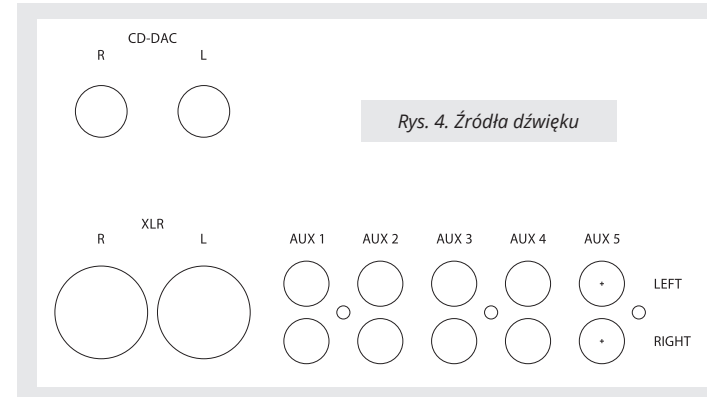 CD-DAC
R L
Rys. 4. Źródła dźwięku
XLR
R L AUX 1 AUX 2 AUX 3 AUX 4 AUX 5
LEFT
RIGHT